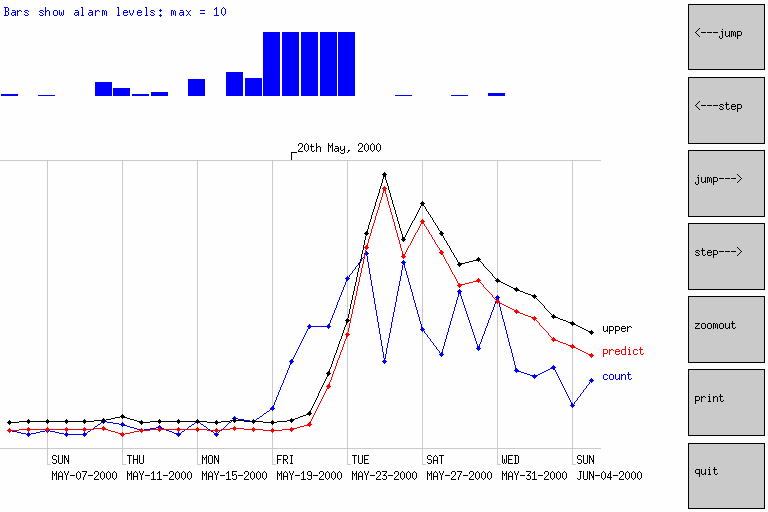 Bars show alarm levels: max = 10
<---jump
<---step
jump--->
step--->
zoomout
print
quit
20th May, 2000
upper
predict
count
SUN
MAY-07-2000
THU
MAY-11-2000
MON
MAY-15-2000
FRI
MAY-19-2000
TUE
MAY-23-2000
SAT
MAY-27-2000
WED
MAY-31-2000
SUN
JUN-04-2000